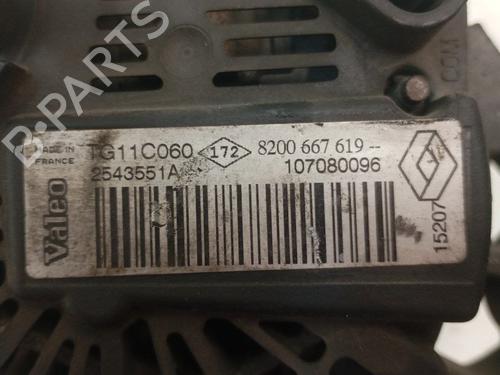 B-PARTS
COM
MADE IN
FRANCE
TG11C060
172
8200 667 619 --
2543551A
107080096
Valeo
15207